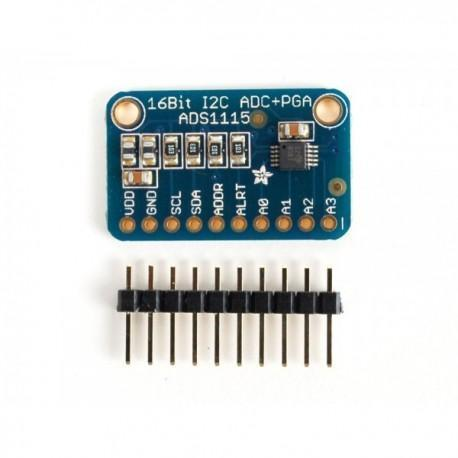 16Bit I2C ADC+PGA
ADS1115
VDD GND SCL SDA ADDR ALRT A0 A1 A2 A3